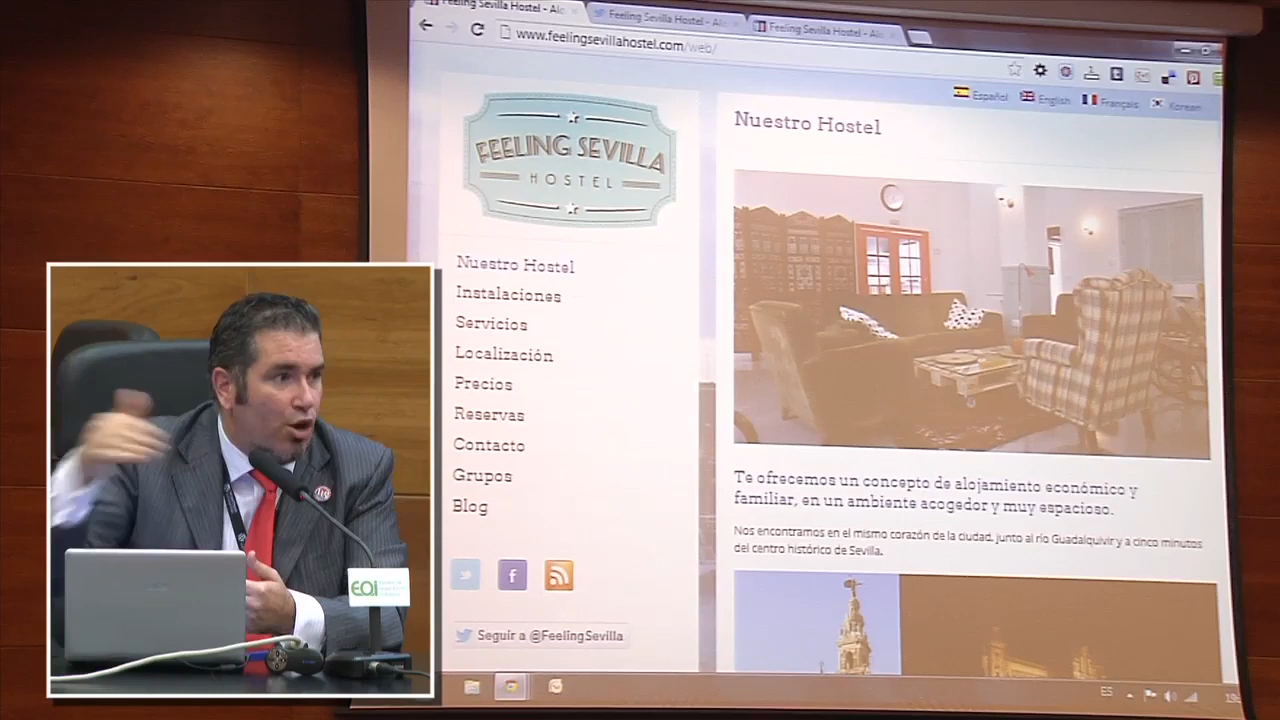 Feeling Sevilla Hostel - Alo
Feeling Sevilla Hostel - Alo
Feeling Sevilla Hostel - Alo
www.feelingsevillahostel.com/web/
Español English Français Korean
FEELING SEVILLA
HOSTEL
Nuestro Hostel
Instalaciones
Servicios
Localización
Precios
Reservas
Contacto
Grupos
Blog
Seguir a @FeelingSevilla
Nuestro Hostel
Te ofrecemos un concepto de alojamiento económico y
familiar, en un ambiente acogedor y muy espacioso.
Nos encontramos en el mismo corazón de la ciudad, junto al río Guadalquivir y a cinco minutos
del centro histórico de Sevilla.
EOi
ES